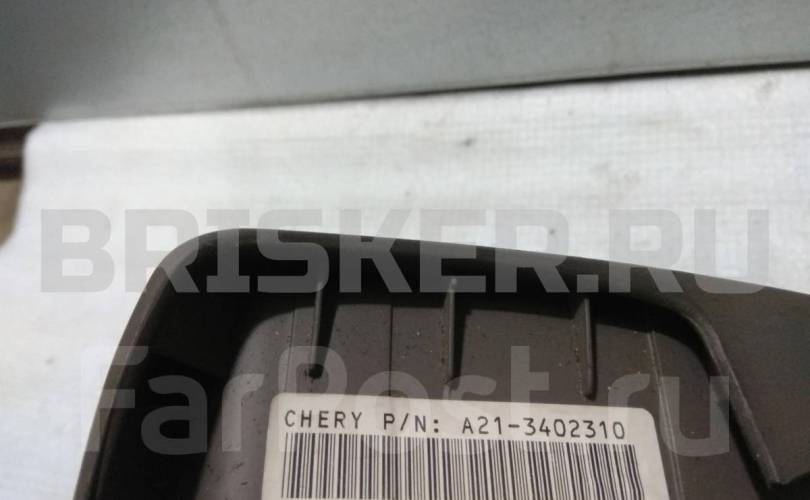 BRISKER.RU
FarPost.ru
CHERY P/N: A21-3402310